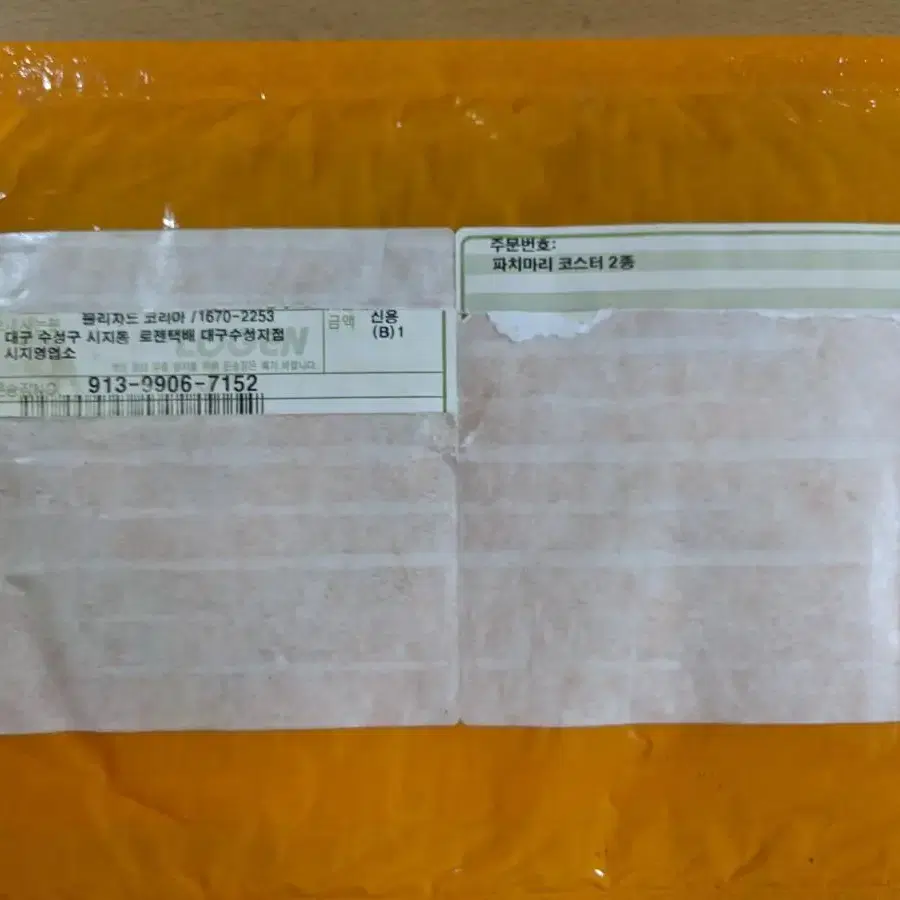 주문번호:
파치마리 코스터 2종
블리자드 코리아 /1670-2253
대구 수성구 시지동 로젠택배 대구수성지점
시지영업소
금액
신용
(B)1
LOGEN
913-9906-7152